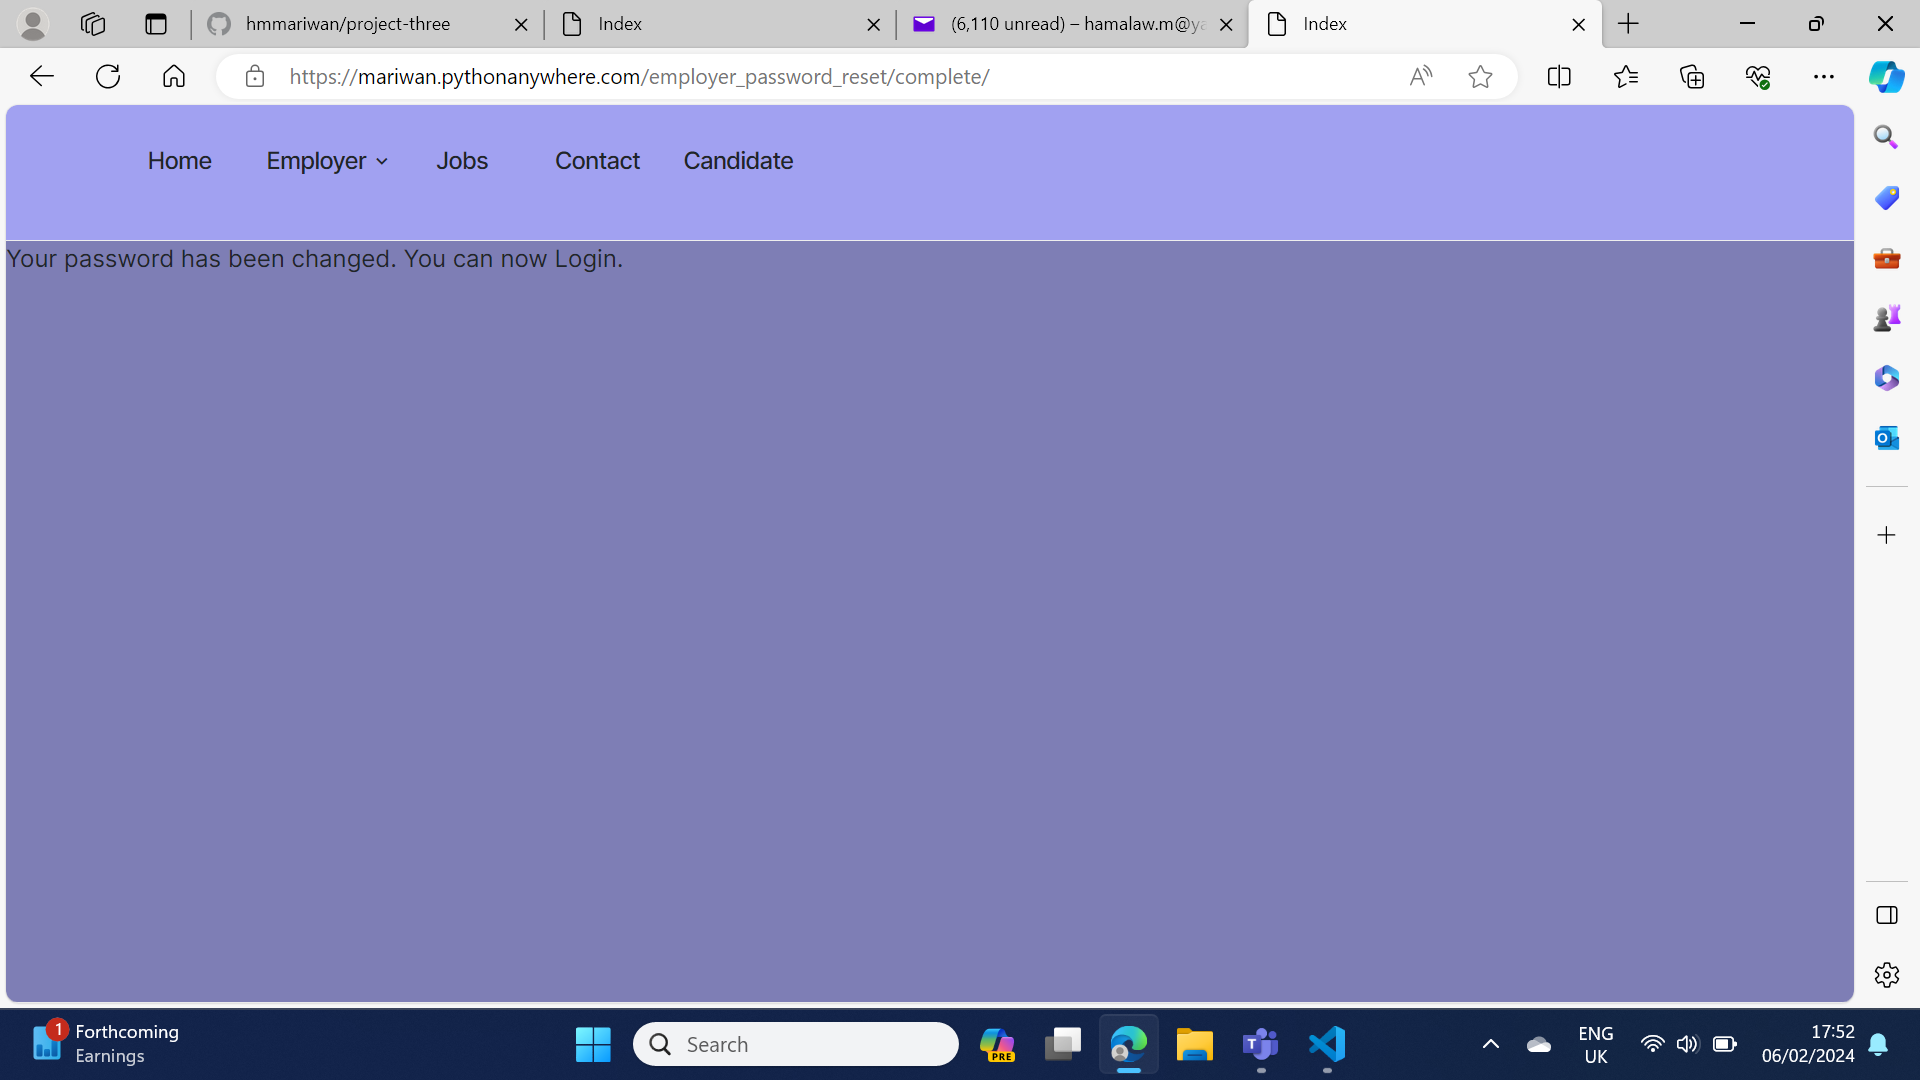 hmmariwan/project-three
Index
(6,110 unread) – hamalaw.m@ya
Index
https://mariwan.pythonanywhere.com/employer_password_reset/complete/
Home Employer Jobs Contact Candidate
Your password has been changed. You can now Login.
1
Forthcoming
Earnings
Search
PRE
ENG
UK
17:52
06/02/2024